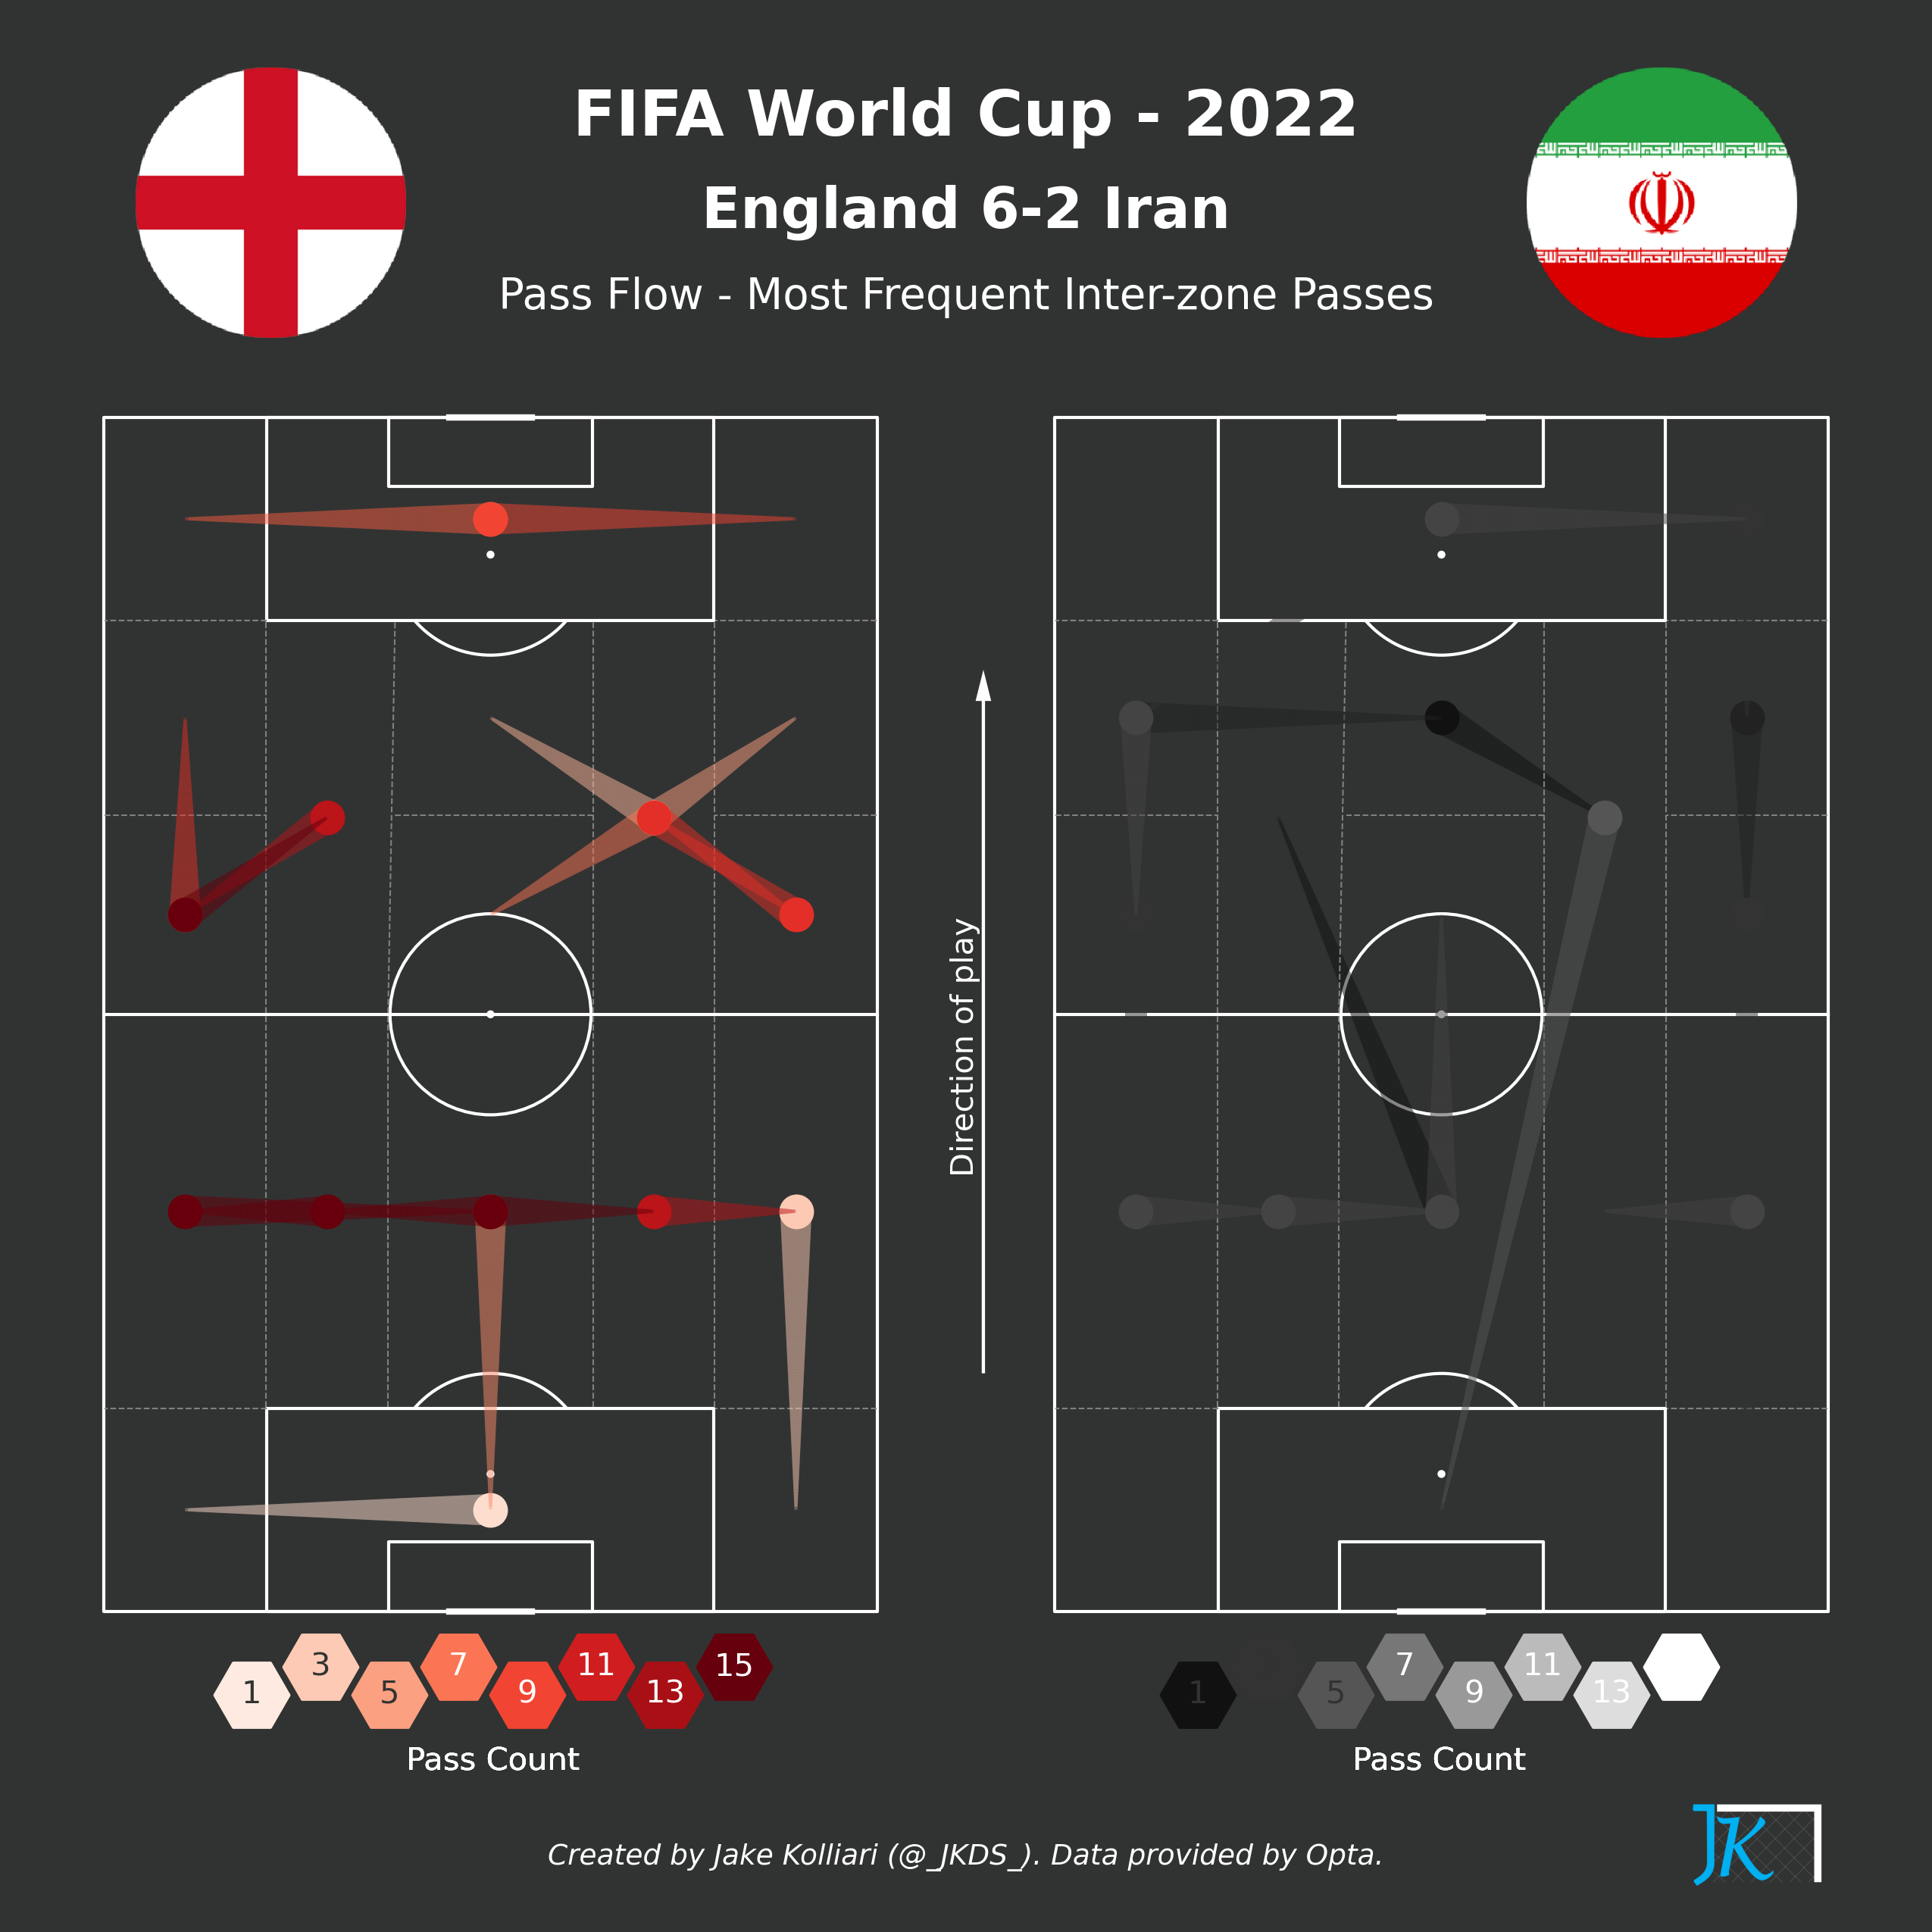 FIFA World Cup - 2022
England 6-2 Iran
Pass Flow - Most Frequent Inter-zone Passes
Direction of play
1 3 5 7 9 11 13 15
Pass Count
1 5 7 9 11 13
Pass Count
Created by Jake Kolliari (@_JKDS_). Data provided by Opta.
JK